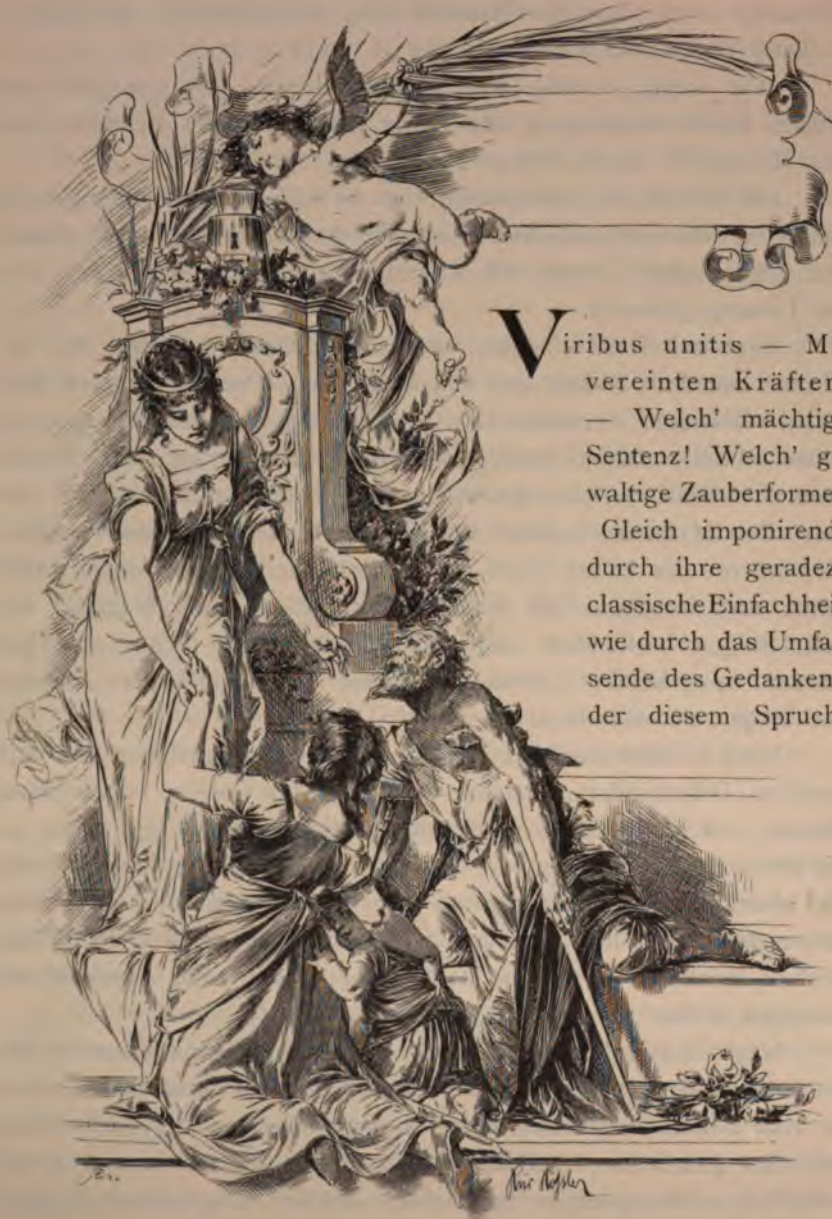 Viribus unitis — M
vereinten Kräfter
— Welch' mächtig
Sentenz! Welch' g
waltige Zauberforme
Gleich imponirend
durch ihre geradez
classische Einfachhei
wie durch das Umfa
sende des Gedanken
der diesem Spruch